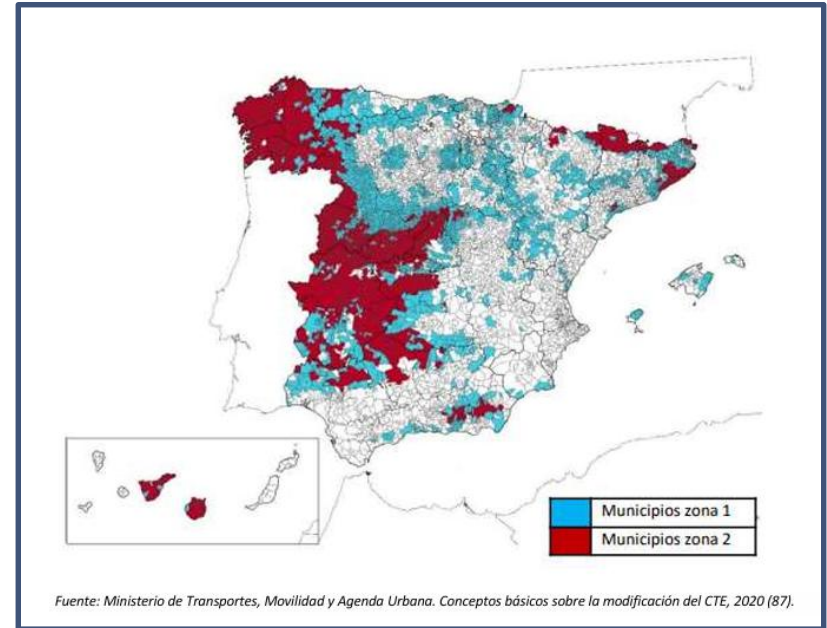 Municipios zona 1
Municipios zona 2
Fuente: Ministerio de Transportes, Movilidad y Agenda Urbana. Conceptos básicos sobre la modificación del CTE, 2020 (87).